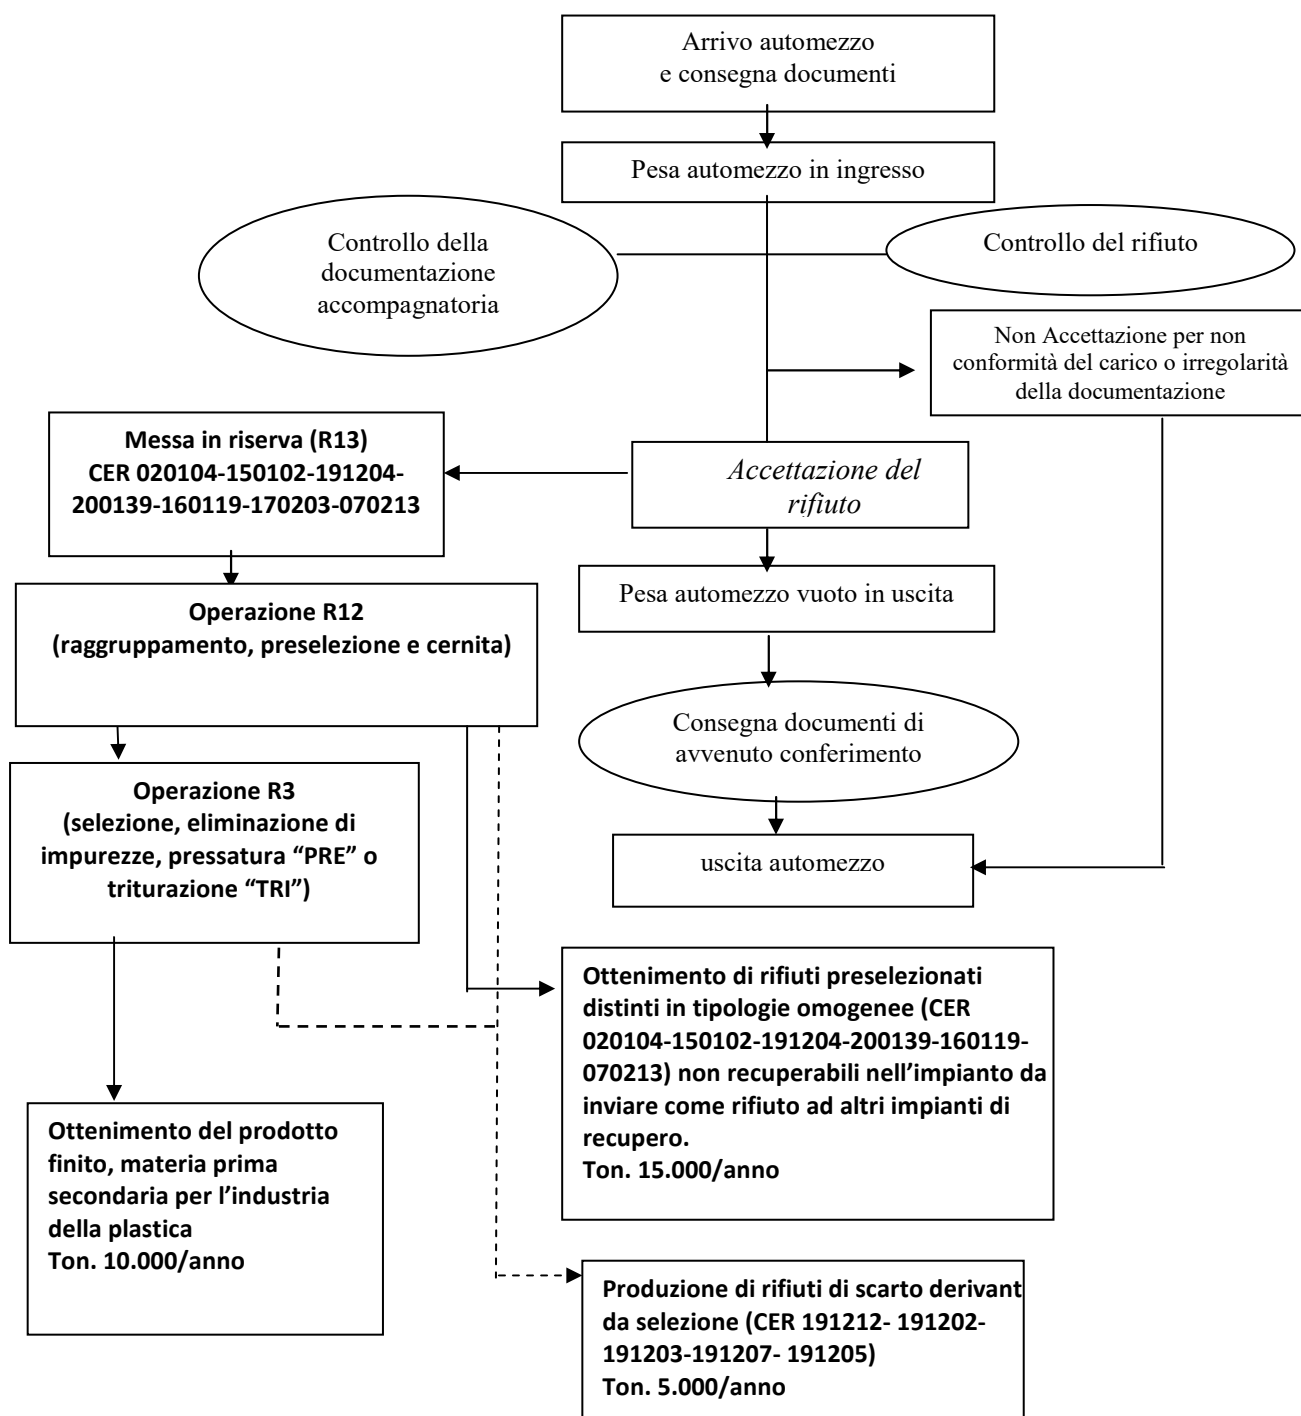 Arrivo automezzo
e consegna documenti
Pesa automezzo in ingresso
Controllo della
documentazione
accompagnatoria
Controllo del rifiuto
Non Accettazione per non
conformità del carico o irregolarità
della documentazione
Messa in riserva (R13)
CER 020104-150102-191204-
200139-160119-170203-070213
Accettazione del
rifiuto
Operazione R12
(raggruppamento, preselezione e cernita)
Pesa automezzo vuoto in uscita
Consegna documenti di
avvenuto conferimento
Operazione R3
(selezione, eliminazione di
impurezze, pressatura “PRE” o
triturazione “TRI”)
uscita automezzo
Ottenimento di rifiuti preselezionati
distinti in tipologie omogenee (CER
020104-150102-191204-200139-160119-
070213) non recuperabili nell’impianto da
inviare come rifiuto ad altri impianti di
recupero.
Ton. 15.000/anno
Ottenimento del prodotto
finito, materia prima
secondaria per l’industria
della plastica
Ton. 10.000/anno
Produzione di rifiuti di scarto derivant
da selezione (CER 191212- 191202-
191203-191207- 191205)
Ton. 5.000/anno